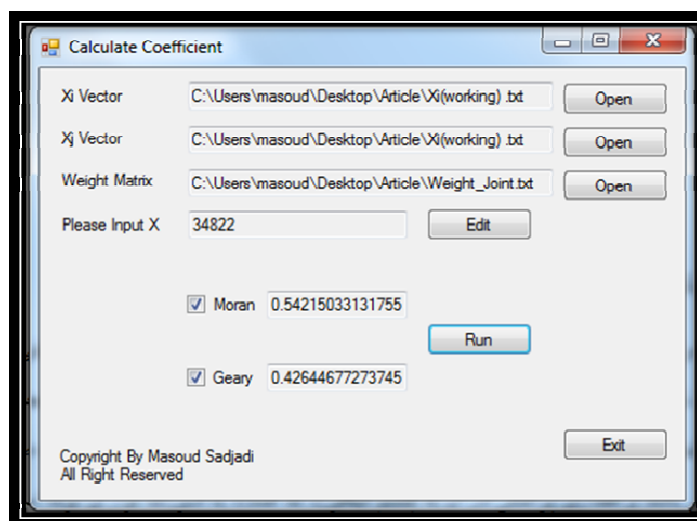 Calculate Coefficient
Xi Vector C:\Users\masoud\Desktop\Article\Xi(working) .txt Open
Xj Vector C:\Users\masoud\Desktop\Article\Xi(working) .txt Open
Weight Matrix C:\Users\masoud\Desktop\Article\Weight_Joint.txt Open
Please Input X 34822 Edit
Moran 0.54215033131755
Run
Geary 0.42644677273745
Exit
Copyright By Masoud Sadjadi
All Right Reserved